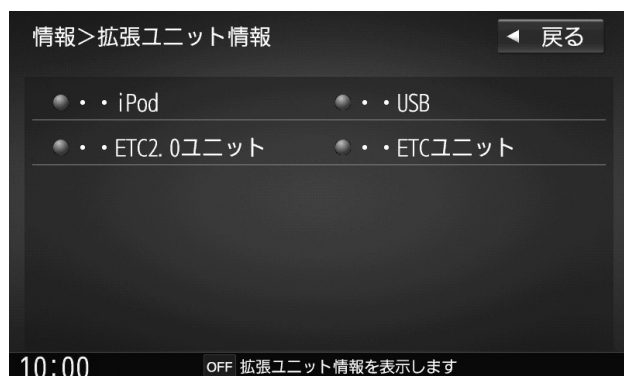 情報＞拡張ユニット情報
戻る
・・iPod
・・USB
・・ETC2.0ユニット
・・ETCユニット
10:00
OFF 拡張ユニット情報を表示します